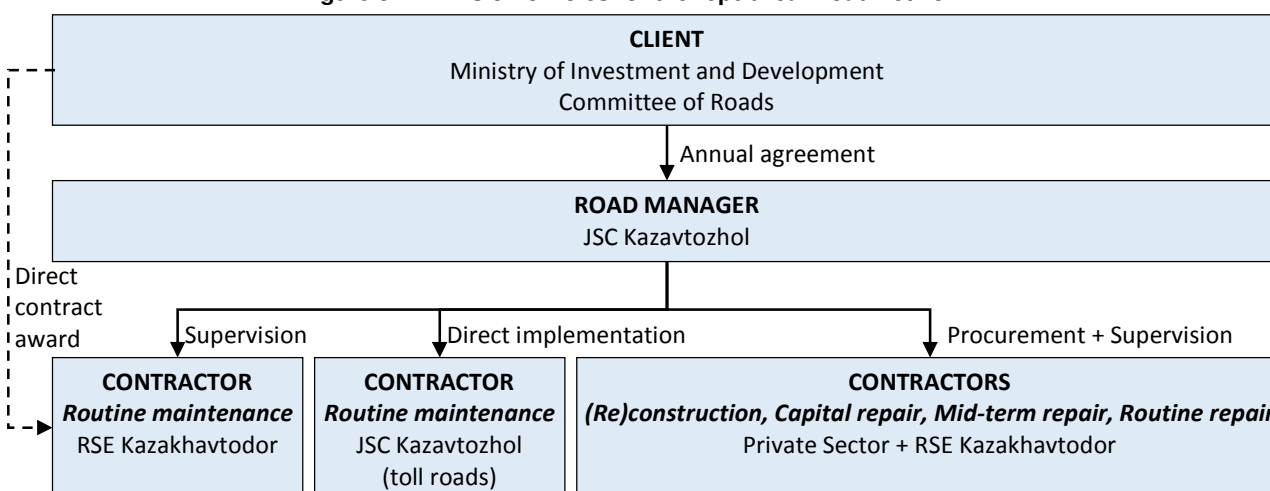 CLIENT
Ministry of Investment and Development
Committee of Roads
Annual agreement
ROAD MANAGER
JSC Kazavtozhol
Direct
contract
award
Supervision
Direct implementation
Procurement + Supervision
CONTRACTOR
Routine maintenance
RSE Kazakhavtodor
CONTRACTOR
Routine maintenance
JSC Kazavtozhol
(toll roads)
CONTRACTORS
(Re)construction, Capital repair, Mid-term repair, Routine repair
Private Sector + RSE Kazakhavtodor